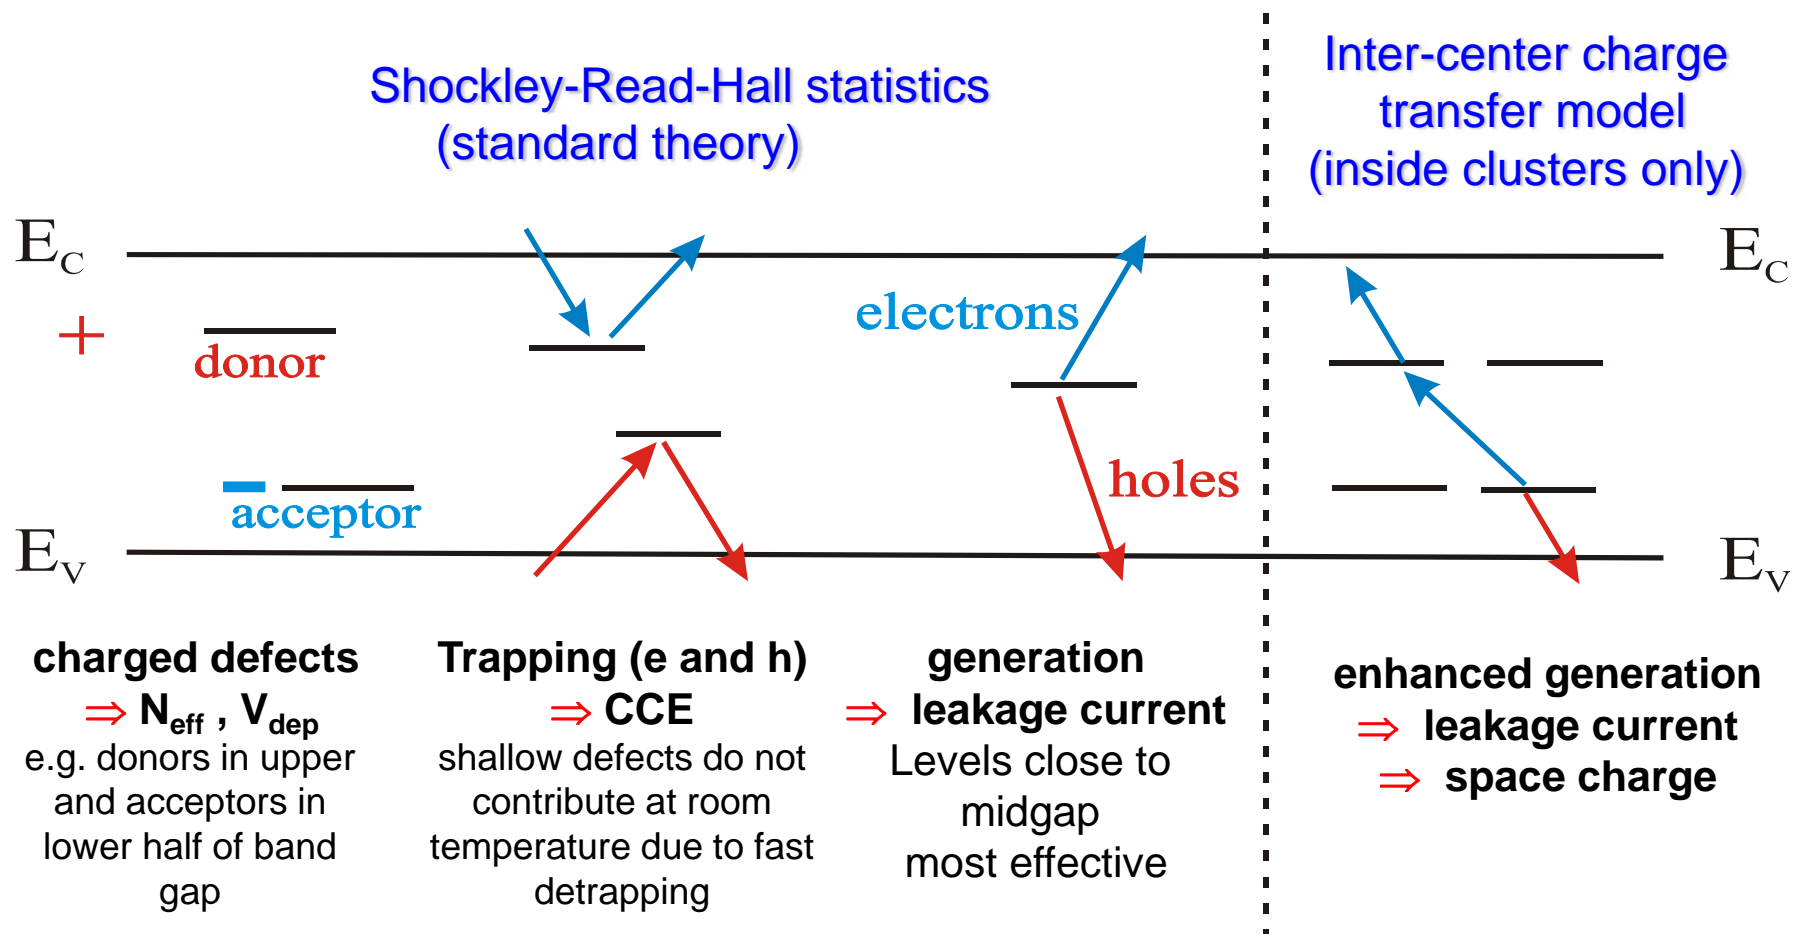 Shockley-Read-Hall statistics
(standard theory)
Inter-center charge
transfer model
(inside clusters only)
E_C
E_C
+
donor
electrons
acceptor
holes
E_V
E_V
charged defects
⇒ N_eff , V_dep
e.g. donors in upper
and acceptors in
lower half of band
gap
Trapping (e and h)
⇒ CCE
shallow defects do not
contribute at room
temperature due to fast
detrapping
generation
⇒ leakage current
Levels close to
midgap
most effective
enhanced generation
⇒ leakage current
⇒ space charge